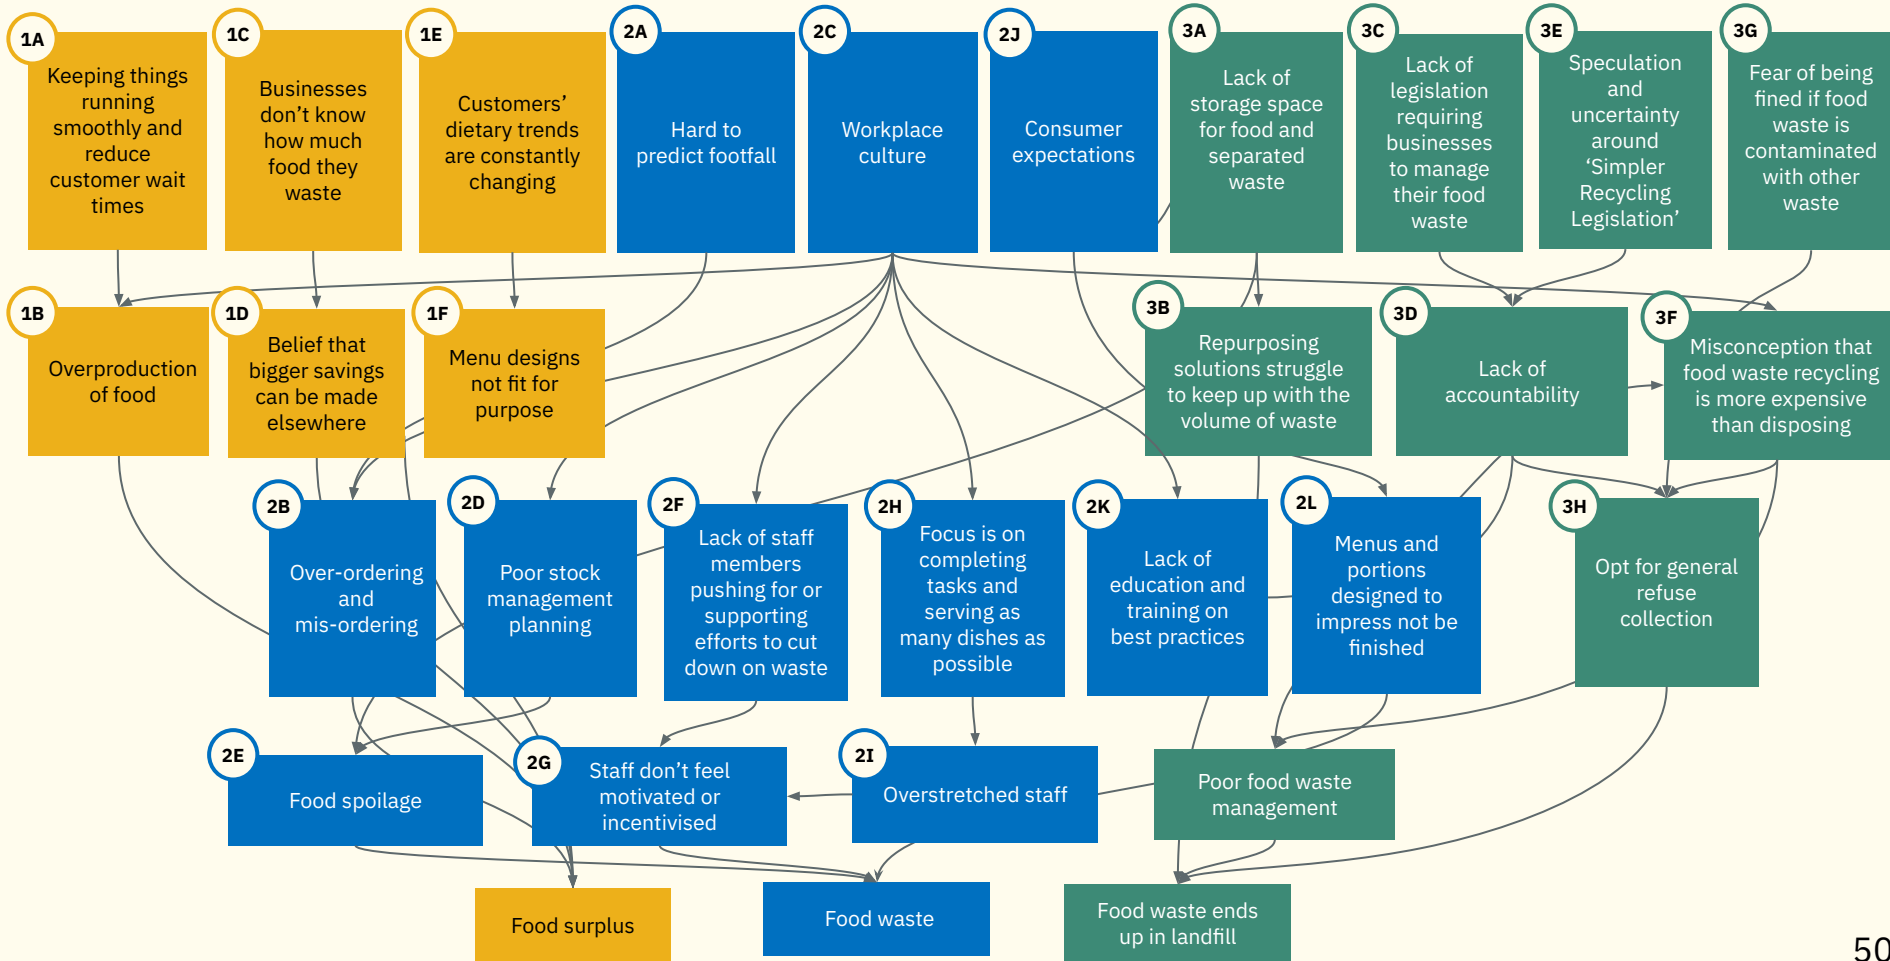 1A
Keeping things
running
smoothly and
reduce
customer wait
times
1C
Businesses
don’t know
how much
food they
waste
1E
Customers’
dietary trends
are constantly
changing
2A
Hard to
predict footfall
2C
Workplace
culture
2J
Consumer
expectations
3A
Lack of
storage space
for food and
separated
waste
3C
Lack of
legislation
requiring
businesses
to manage
their food
waste
3E
Speculation
and
uncertainty
around
‘Simpler
Recycling
Legislation’
3G
Fear of being
fined if food
waste is
contaminated
with other
waste
1B
Overproduction
of food
1D
Belief that
bigger savings
can be made
elsewhere
1F
Menu designs
not fit for
purpose
3B
Repurposing
solutions struggle
to keep up with the
volume of waste
3D
Lack of
accountability
3F
Misconception that
food waste recycling
is more expensive
than disposing
2B
Over-ordering
and
mis-ordering
2D
Poor stock
management
planning
2F
Lack of staff
members
pushing for or
supporting
efforts to cut
down on waste
2H
Focus is on
completing
tasks and
serving as
many dishes as
possible
2K
Lack of
education and
training on
best practices
2L
Menus and
portions
designed to
impress not be
finished
3H
Opt for general
refuse
collection
2E
Food spoilage
2G
Staff don’t feel
motivated or
incentivised
2I
Overstretched staff
Poor food waste
management
Food surplus
Food waste
Food waste ends
up in landfill
50